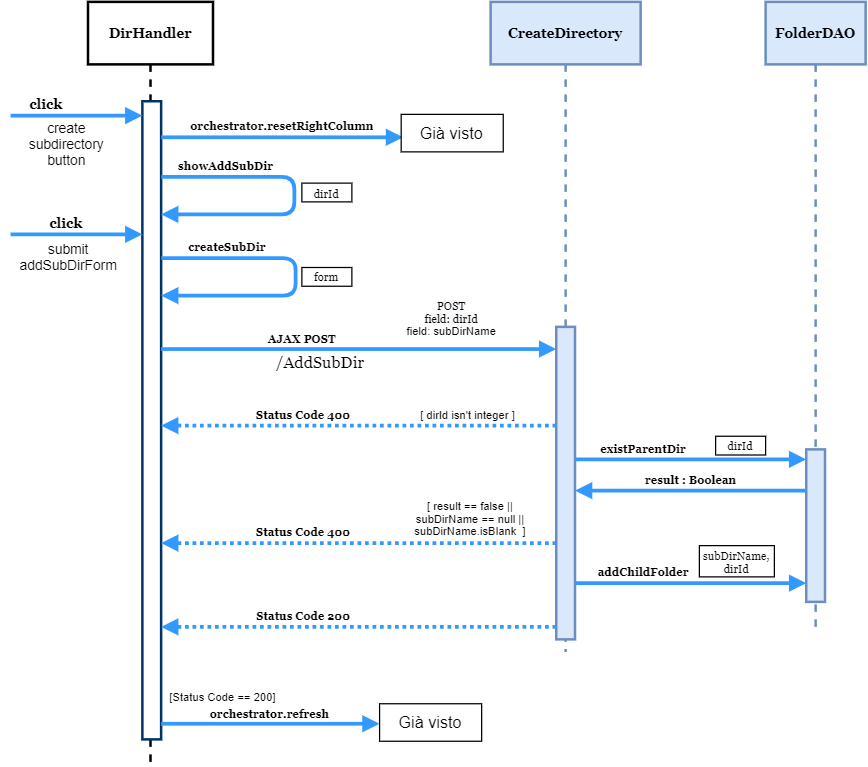 DirHandler
CreateDirectory
FolderDAO
click
create
subdirectory
button
orchestrator.resetRightColumn
Già visto
showAddSubDir
dirId
click
submit
addSubDirForm
createSubDir
form
POST
field: dirId
field: subDirName
AJAX POST
/AddSubDir
Status Code 400
[ dirId isn't integer ]
existParentDir
dirId
result : Boolean
[ result == false ||
subDirName == null ||
subDirName.isBlank ]
Status Code 400
addChildFolder
subDirName,
dirId
Status Code 200
[Status Code == 200]
orchestrator.refresh
Già visto